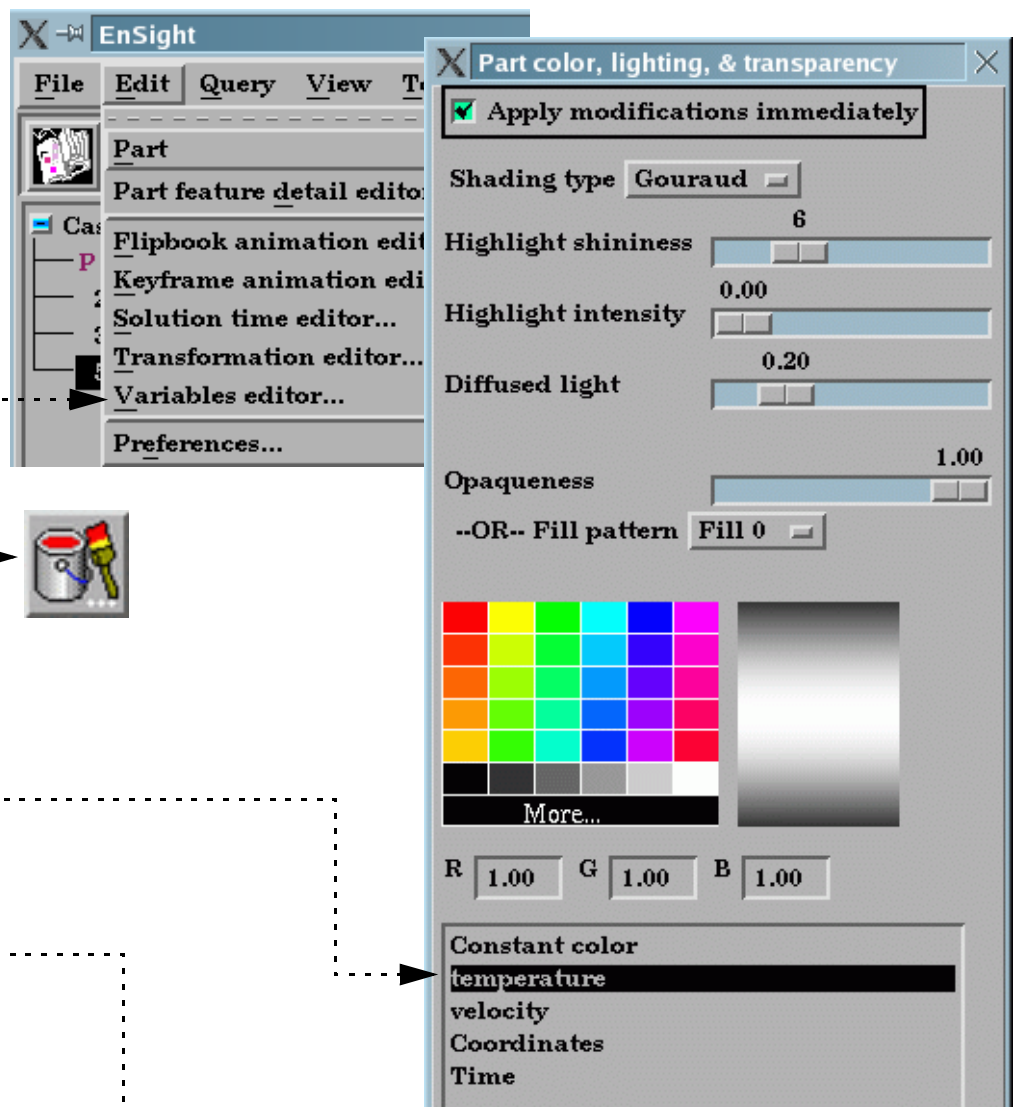 EnSight
File Edit Query View
Part
Part feature detail
Flipbook animation
Keyframe animation
Solution time editor...
Transformation editor...
Variables editor...
Preferences...
P
Part color, lighting, & transparency
Apply modifications immediately
Shading type Gouraud
6
Highlight shininess
0.00
Highlight intensity
0.20
Diffused light
1.00
Opaqueness
--OR-- Fill pattern Fill 0
More...
R 1.00 G 1.00 B 1.00
Constant color
temperature
velocity
Coordinates
Time